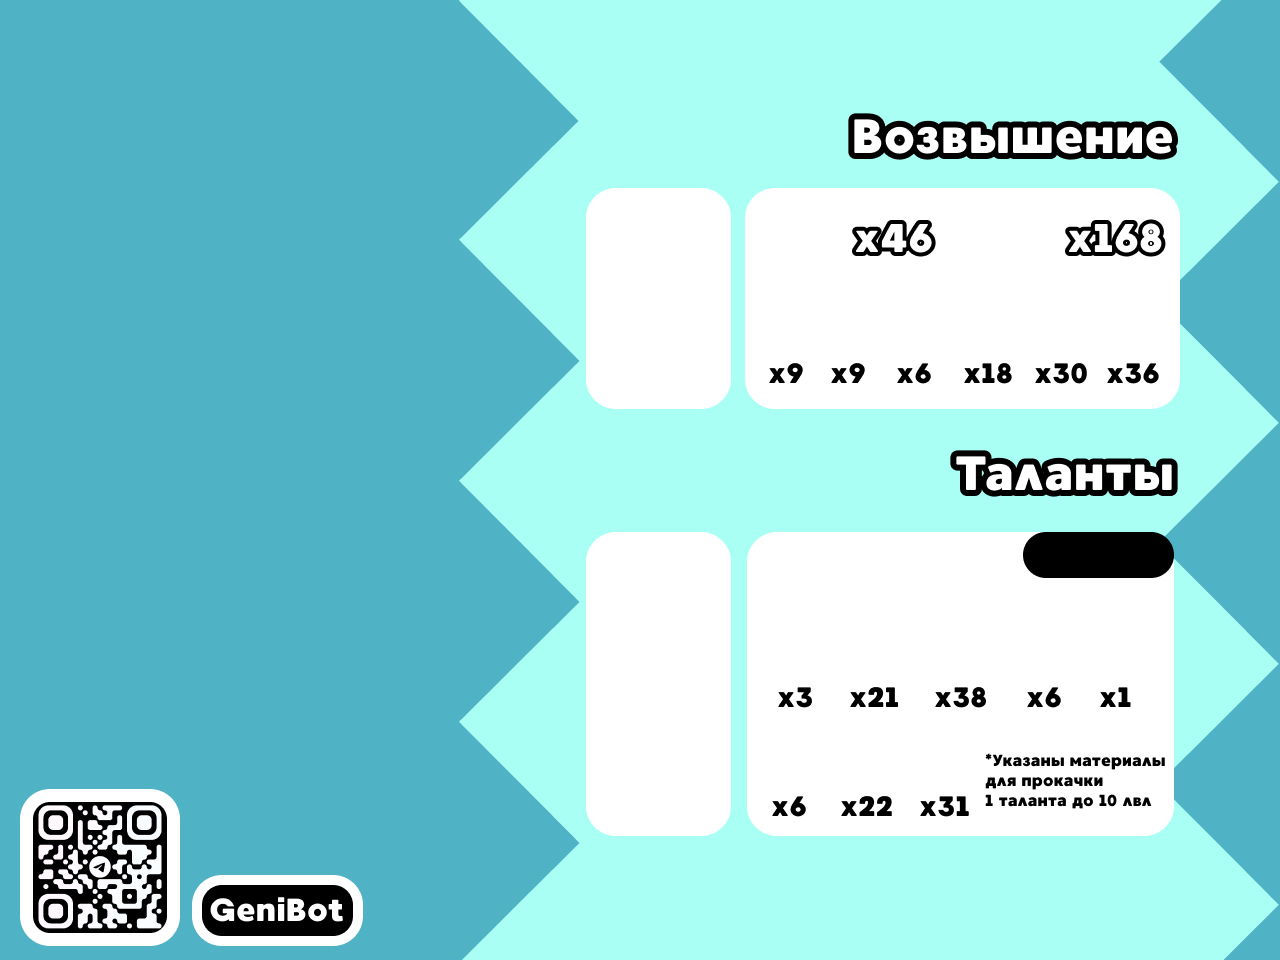 Возвышение
x46 x168
x9 x9 x6 x18 x30 x36
Таланты
x3 x21 x38 x6 x1
x6 x22 x31
*Указаны материалы
для прокачки
1 таланта до 10 лвл
GeniBot